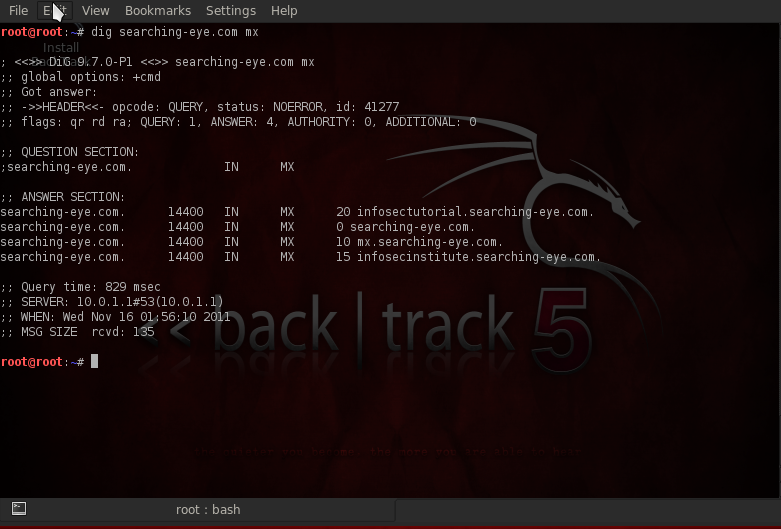 File Edit View Bookmarks Settings Help
root@root:~# dig searching-eye.com mx
Install
; <<>> DiG 9.7.0-P1 <<>> searching-eye.com mx
;; global options: +cmd
;; Got answer:
;; ->>HEADER<<- opcode: QUERY, status: NOERROR, id: 41277
;; flags: qr rd ra; QUERY: 1, ANSWER: 4, AUTHORITY: 0, ADDITIONAL: 0
;; QUESTION SECTION:
;searching-eye.com. IN MX
;; ANSWER SECTION:
searching-eye.com. 14400 IN MX 20 infosectutorial.searching-eye.com.
searching-eye.com. 14400 IN MX 0 searching-eye.com.
searching-eye.com. 14400 IN MX 10 mx.searching-eye.com.
searching-eye.com. 14400 IN MX 15 infosecinstitute.searching-eye.com.
;; Query time: 829 msec
;; SERVER: 10.0.1.1#53(10.0.1.1)
;; WHEN: Wed Nov 16 01:56:10 2011
;; MSG SIZE rcvd: 135
<< back | track 5
root@root:~#
root : bash